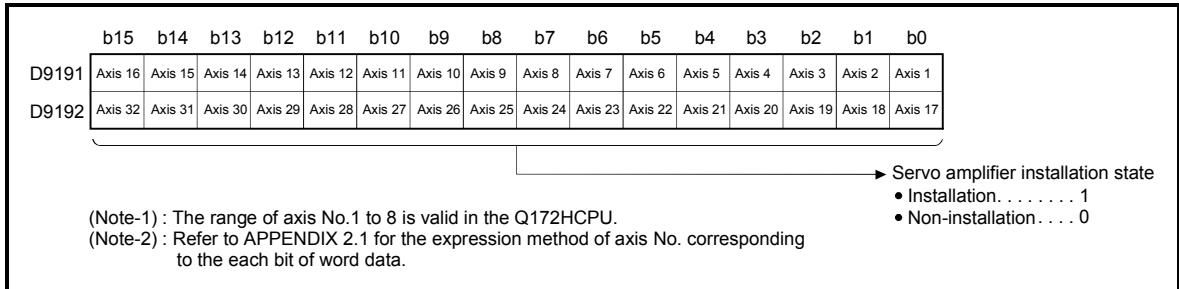 b15 b14 b13 b12 b11 b10 b9 b8 b7 b6 b5 b4 b3 b2 b1 b0
D9191 Axis 16 Axis 15 Axis 14 Axis 13 Axis 12 Axis 11 Axis 10 Axis 9 Axis 8 Axis 7 Axis 6 Axis 5 Axis 4 Axis 3 Axis 2 Axis 1
D9192 Axis 32 Axis 31 Axis 30 Axis 29 Axis 28 Axis 27 Axis 26 Axis 25 Axis 24 Axis 23 Axis 22 Axis 21 Axis 20 Axis 19 Axis 18 Axis 17
Servo amplifier installation state
• Installation. . . . . . . . 1
• Non-installation . . . . 0
(Note-1) : The range of axis No.1 to 8 is valid in the Q172HCPU.
(Note-2) : Refer to APPENDIX 2.1 for the expression method of axis No. corresponding
to the each bit of word data.